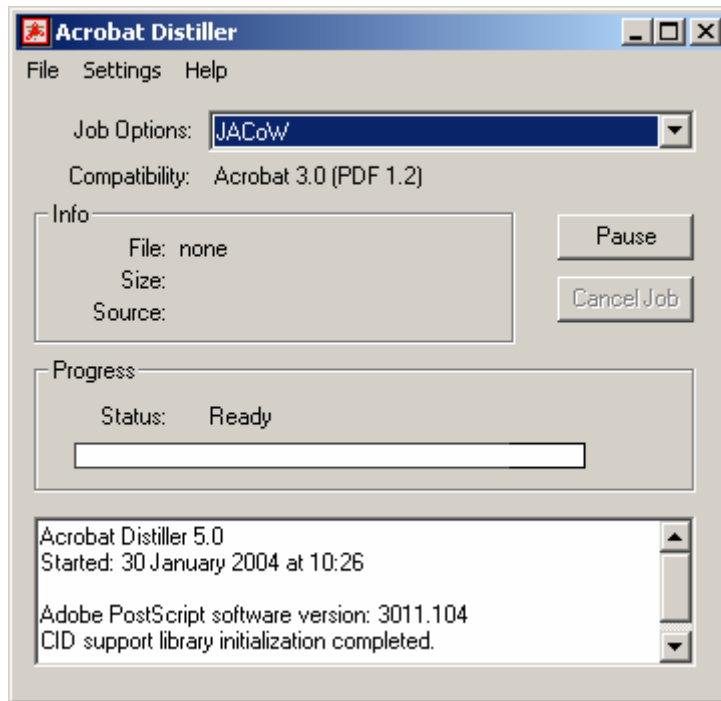 Acrobat Distiller
File Settings Help
Job Options: JACoW
Compatibility: Acrobat 3.0 (PDF 1.2)
Info
File: none
Size:
Source:
Pause
Cancel Job
Progress
Status: Ready
Acrobat Distiller 5.0
Started: 30 January 2004 at 10:26
Adobe PostScript software version: 3011.104
CID support library initialization completed.